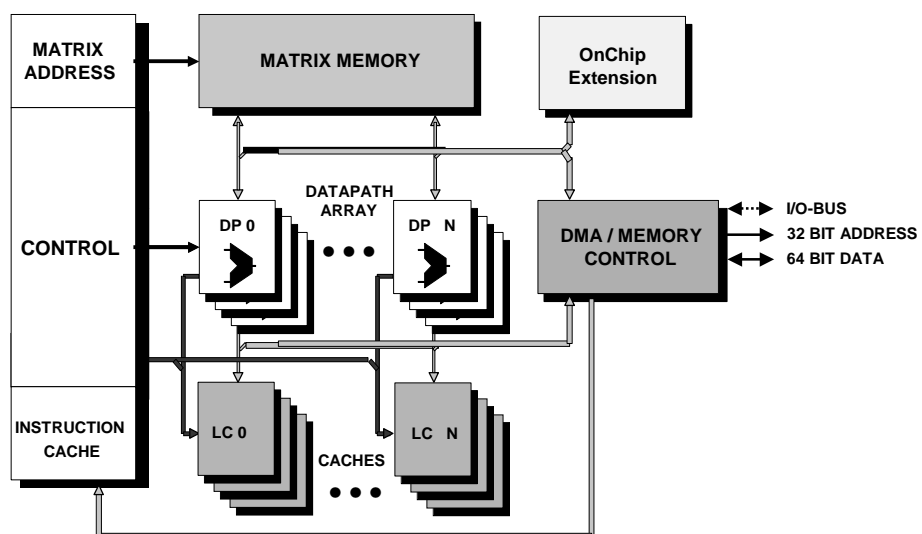 MATRIX
ADDRESS
MATRIX MEMORY
OnChip
Extension
CONTROL
DATAPATH
ARRAY
DP 0
DP N
DMA / MEMORY
CONTROL
I/O-BUS
32 BIT ADDRESS
64 BIT DATA
INSTRUCTION
CACHE
LC 0
LC N
CACHES